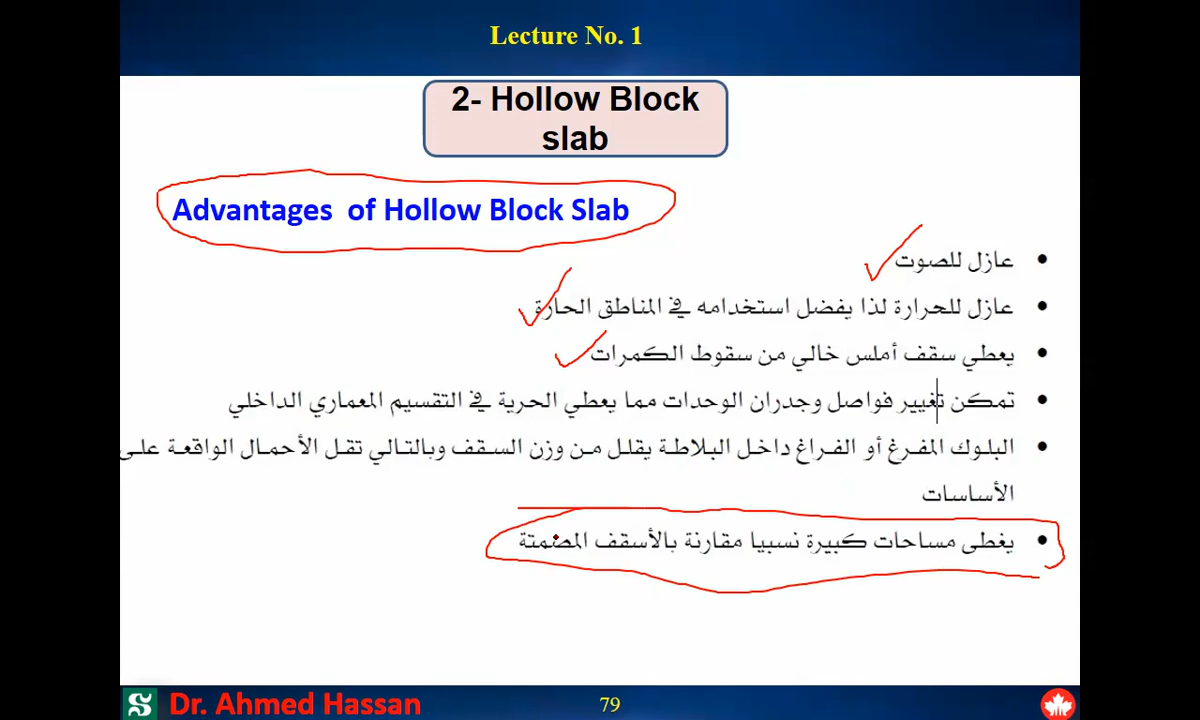 Lecture No. 1
2- Hollow Block
slab
Advantages of Hollow Block Slab
• عازل للصوت
• عازل للحرارة لذا يفضل استخدامه في المناطق الحارة
• يعطي سقف أملس خالي من سقوط الكمرات
• تمكن تغيير فواصل وجدران الوحدات مما يعطي الحرية في التقسيم المعماري الداخلي
• البلوك المفرغ أو الفراغ داخل البلاطة يقلل من وزن السقف وبالتالي تقل الأحمال الواقعة على
الأساسات
• يغطى مساحات كبيرة نسبيا مقارنة بالأسقف المصمتة
Dr. Ahmed Hassan
79